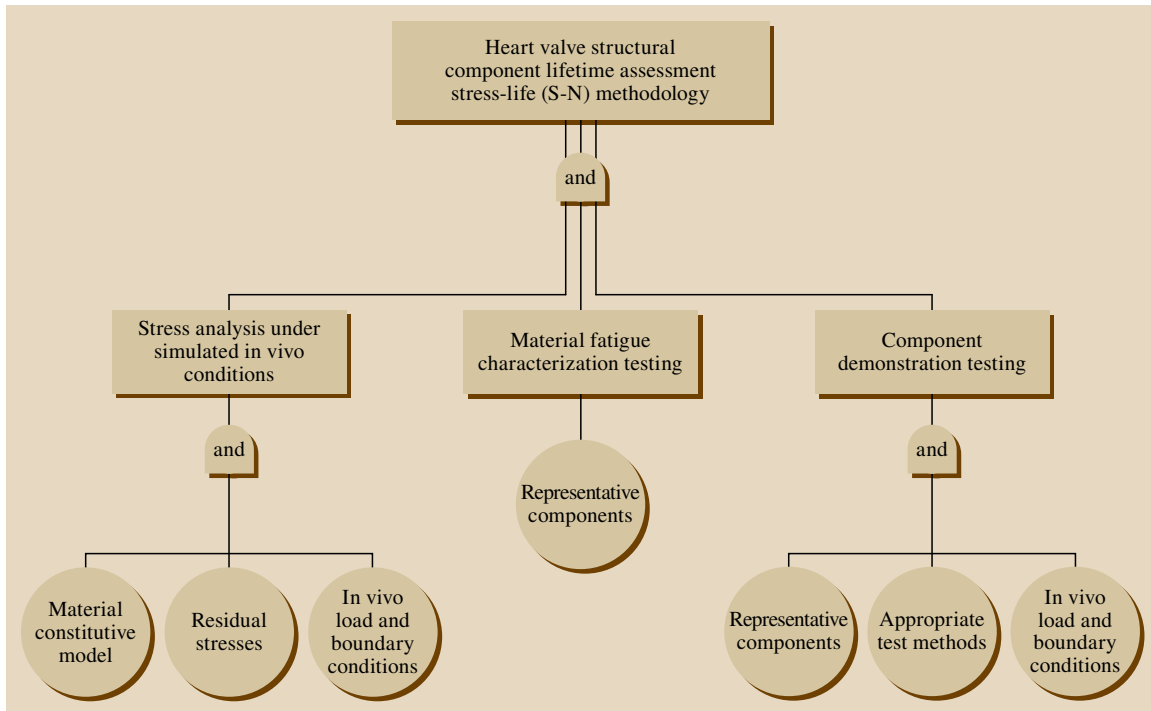 Heart valve structural
component lifetime assessment
stress-life (S-N) methodology
and
Stress analysis under
simulated in vivo
conditions
Material fatigue
characterization testing
Component
demonstration testing
and
and
Representative
components
Material
constitutive
model
Residual
stresses
In vivo
load and
boundary
conditions
Representative
components
Appropriate
test methods
In vivo
load and
boundary
conditions